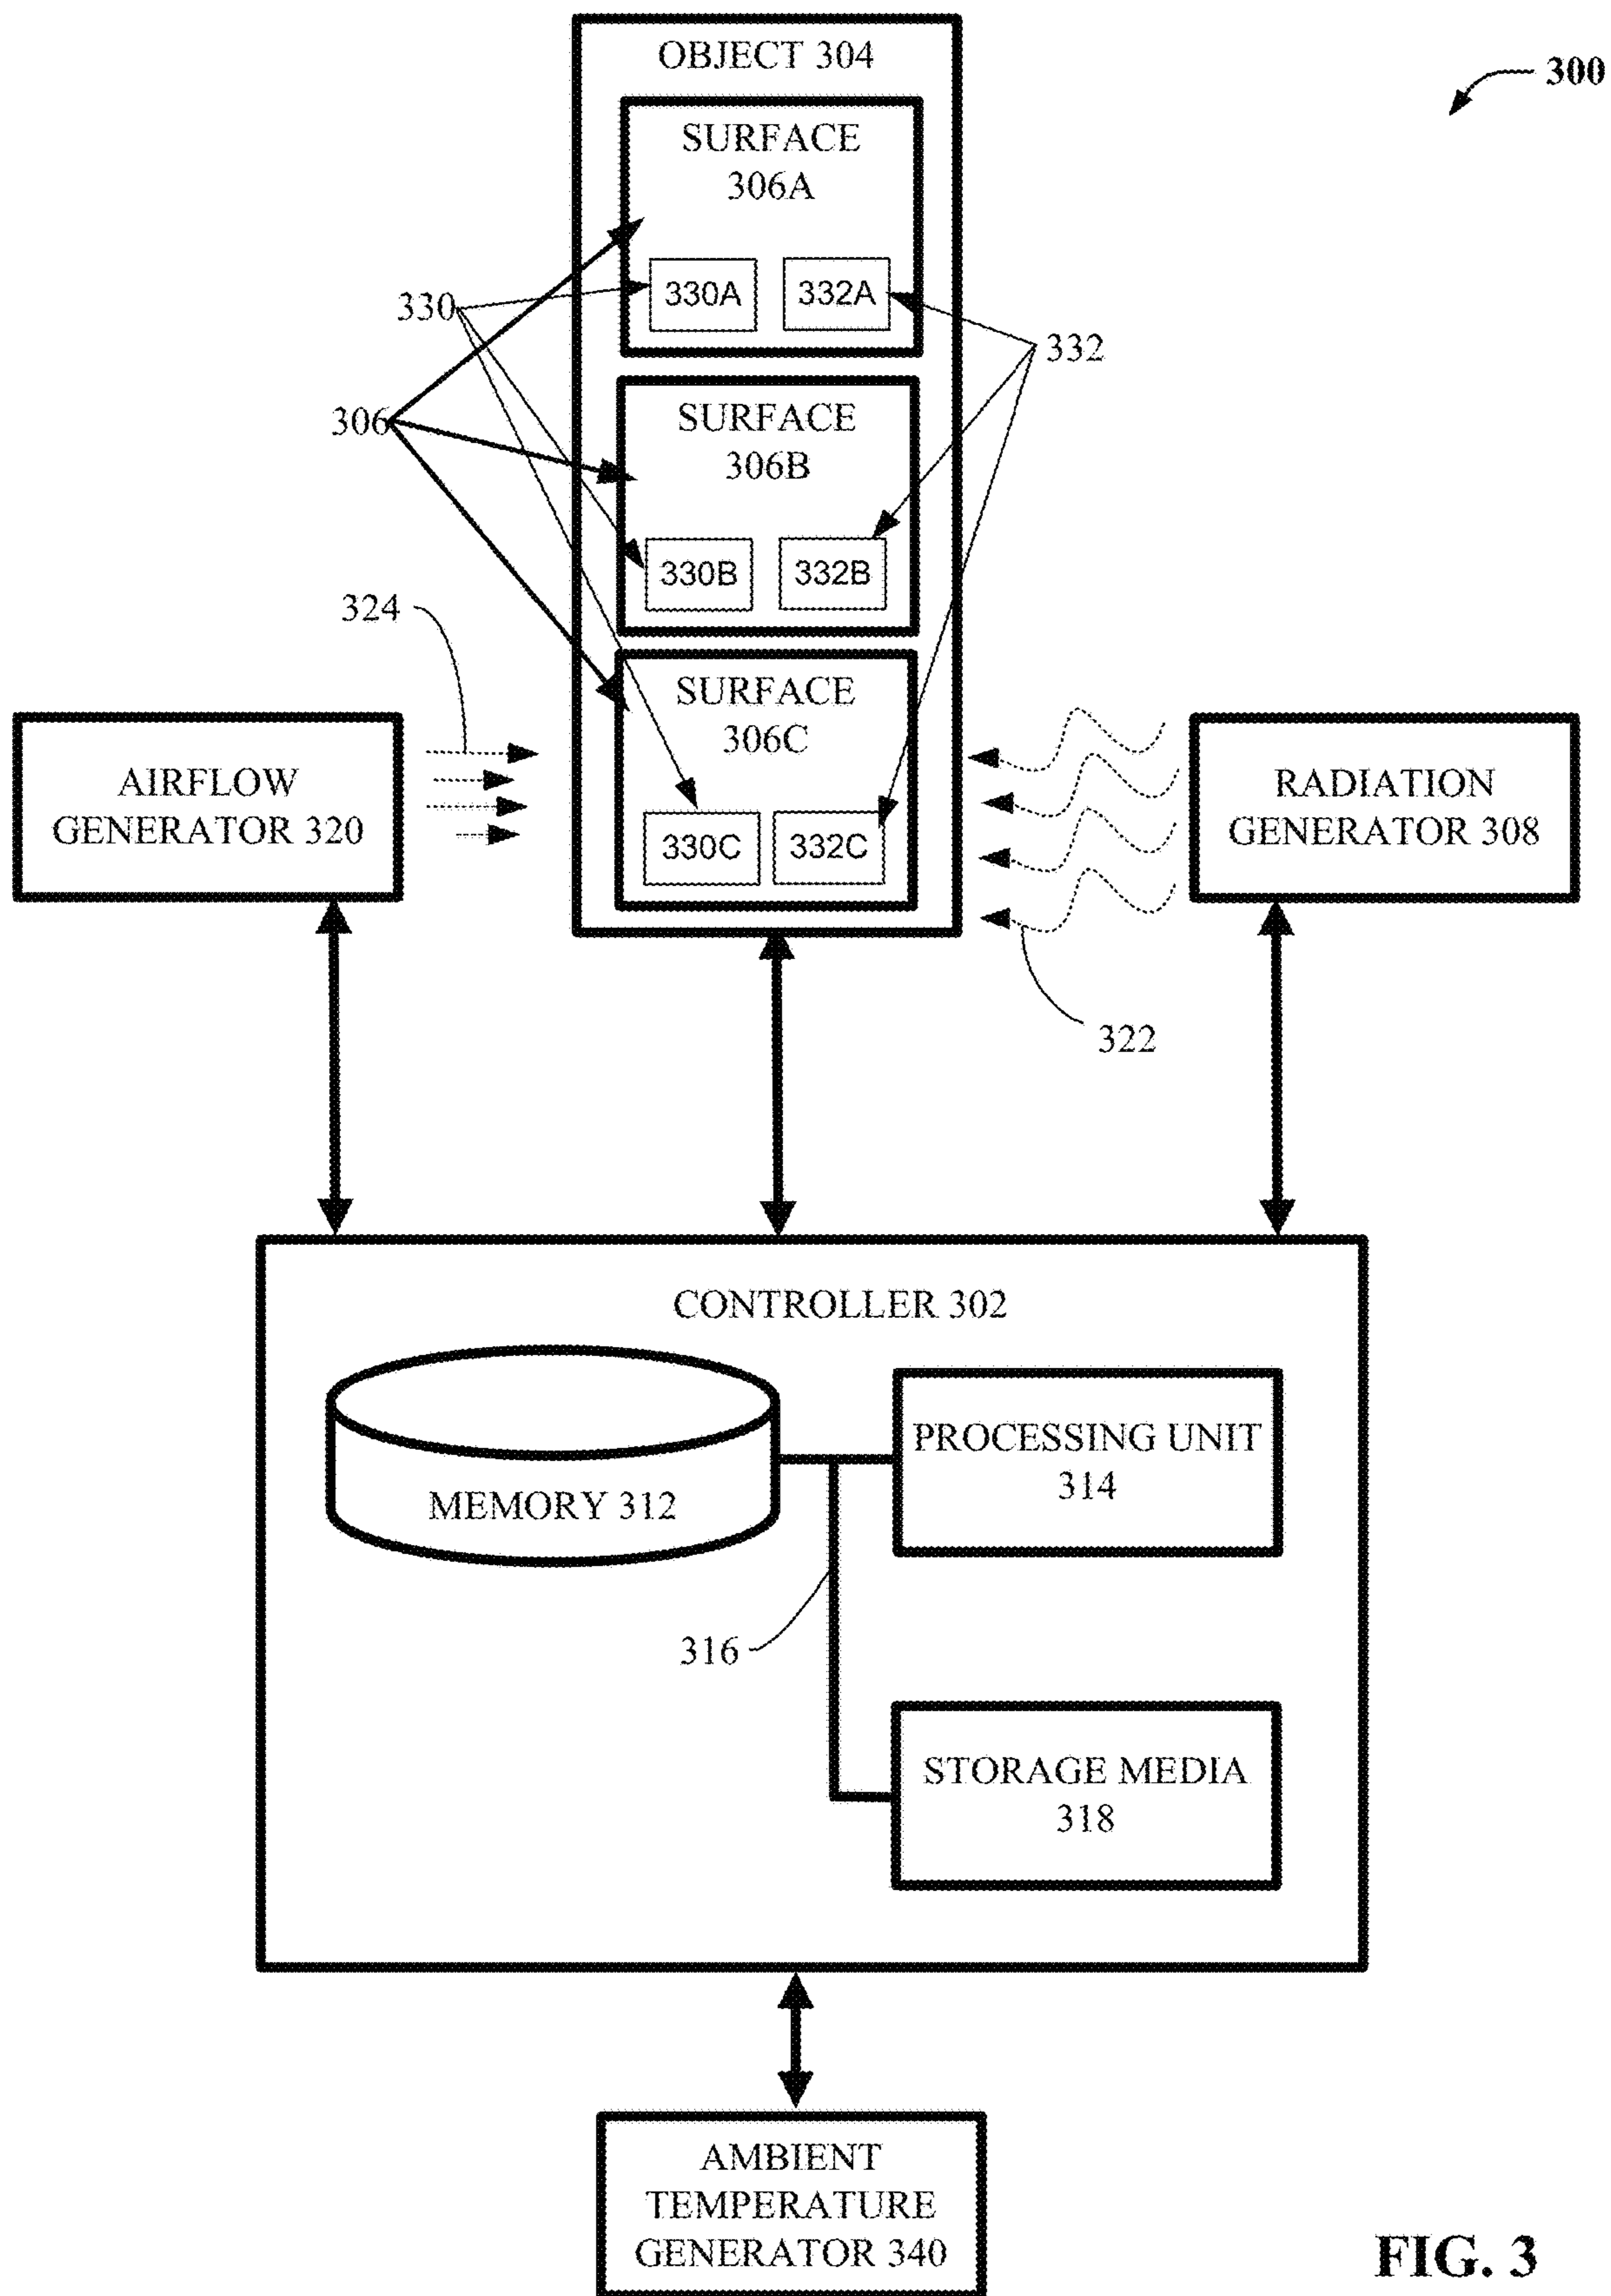 OBJECT 304
300
SURFACE
306A
330
330A
332A
332
306
SURFACE
306B
330B
332B
324
SURFACE
306C
AIRFLOW
GENERATOR 320
RADIATION
GENERATOR 308
330C
332C
322
CONTROLLER 302
MEMORY 312
PROCESSING UNIT
314
316
STORAGE MEDIA
318
AMBIENT
TEMPERATURE
GENERATOR 340
FIG. 3